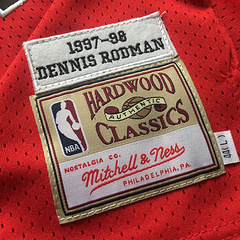 1997-98
DENNIS RODMAN
HARDWOOD
AUTHENTIC
CLASSICS
NBA
NOSTALGIA CO.
Mitchell & Ness
PHILADELPHIA, PA.